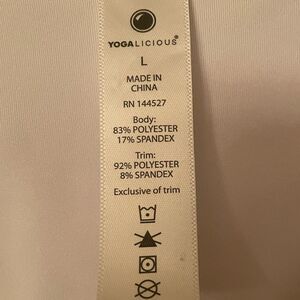 YOGALICIOUS®
L
MADE IN
CHINA
RN 144527
Body:
83% POLYESTER
17% SPANDEX
Trim:
92% POLYESTER
8% SPANDEX
Exclusive of trim